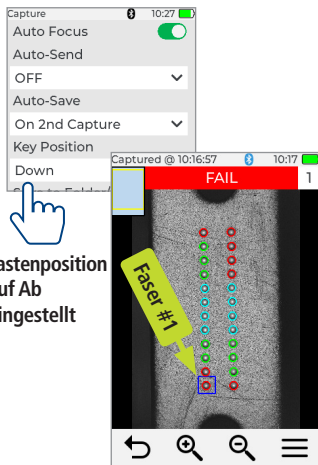 Capture 10:27
Auto Focus
Auto-Send
OFF
Auto-Save
On 2nd Capture
Key Position
Down
Captured @ 10:16:57 10:17
FAIL 1
astenposition
uf Ab
ingestellt
Faser #1